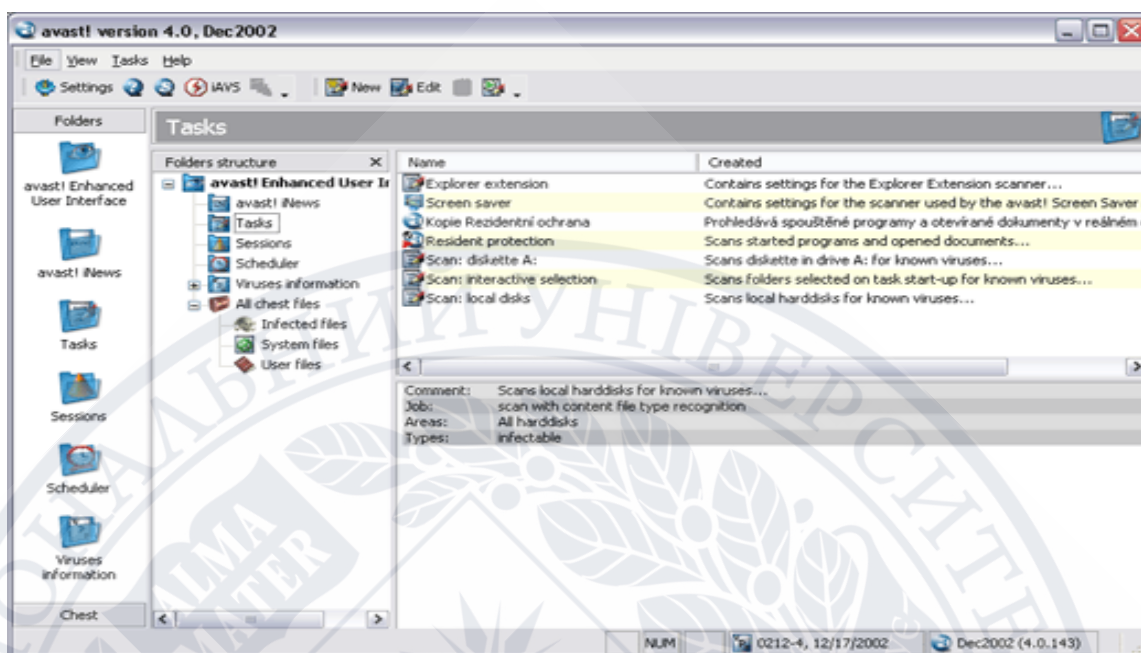 avast! version 4.0, Dec2002
File View Tasks Help
Settings iAVS New Edit
Folders
avast! Enhanced
User Interface
avast! iNews
Tasks
Sessions
Scheduler
Viruses
information
Chest
Tasks
Folders structure
avast! Enhanced User Ir
avast! iNews
Tasks
Sessions
Scheduler
Viruses information
All chest files
Infected files
System files
User files
Name Created
Explorer extension Contains settings for the Explorer Extension scanner...
Screen saver Contains settings for the scanner used by the avast! Screen Saver
Kopie Rezidentní ochrana Prohledává spouštěné programy a otevírané dokumenty v reálném
Resident protection Scans started programs and opened documents...
Scan: diskette A: Scans diskette in drive A: for known viruses...
Scan: interactive selection Scans folders selected on task start-up for known viruses...
Scan: local disks Scans local harddisks for known viruses...
Comment: Scans local harddisks for known viruses...
Job: scan with content file type recognition
Areas: All harddisks
Types: infectable
NUM 0212-4, 12/17/2002 Dec2002 (4.0.143)
ОНАЛЬНИЙ УНІВЕРСИТЕ
ALMA
MATER